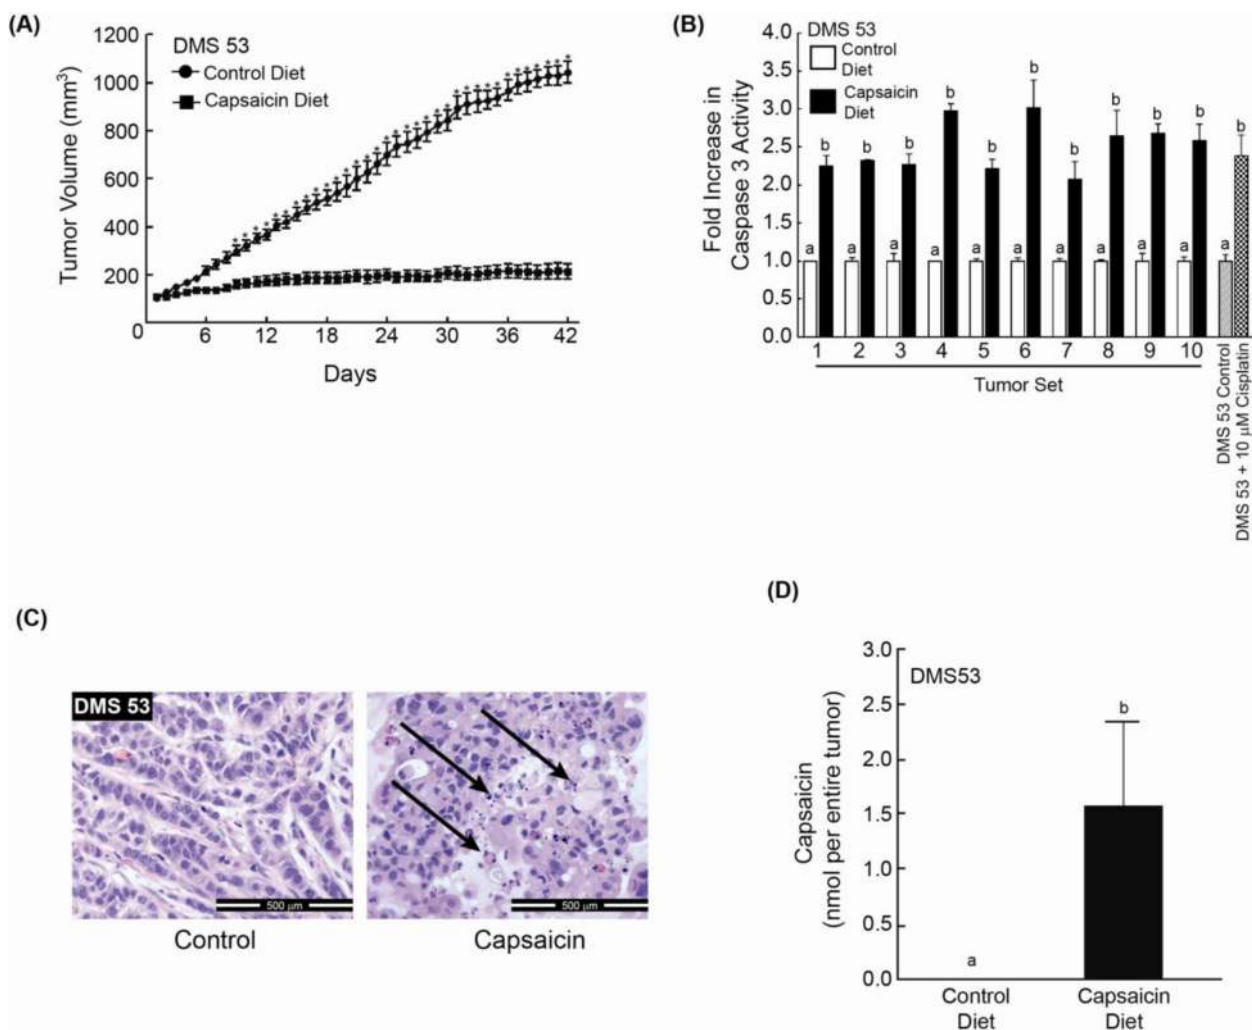 (A)
1200
1000
800
600
400
200
0
6
12
18
24
30
36
42
Tumor Volume (mm³)
Days
DMS 53
Control Diet
Capsaicin Diet
(B)
4.0
3.5
3.0
2.5
2.0
1.5
1.0
0.5
0.0
Fold Increase in
Caspase 3 Activity
DMS 53
Control
Diet
Capsaicin
Diet
a b a b a b a b a b a b a b a b a b a b a b
1 2 3 4 5 6 7 8 9 10
Tumor Set
DMS 53 Control
DMS 53 + 10 μM Cisplatin
(C)
DMS 53
500 μm
500 μm
Control
Capsaicin
(D)
3.0
2.5
2.0
1.5
1.0
0.5
0.0
Capsaicin
(nmol per entire tumor)
DMS53
a
b
Control
Diet
Capsaicin
Diet